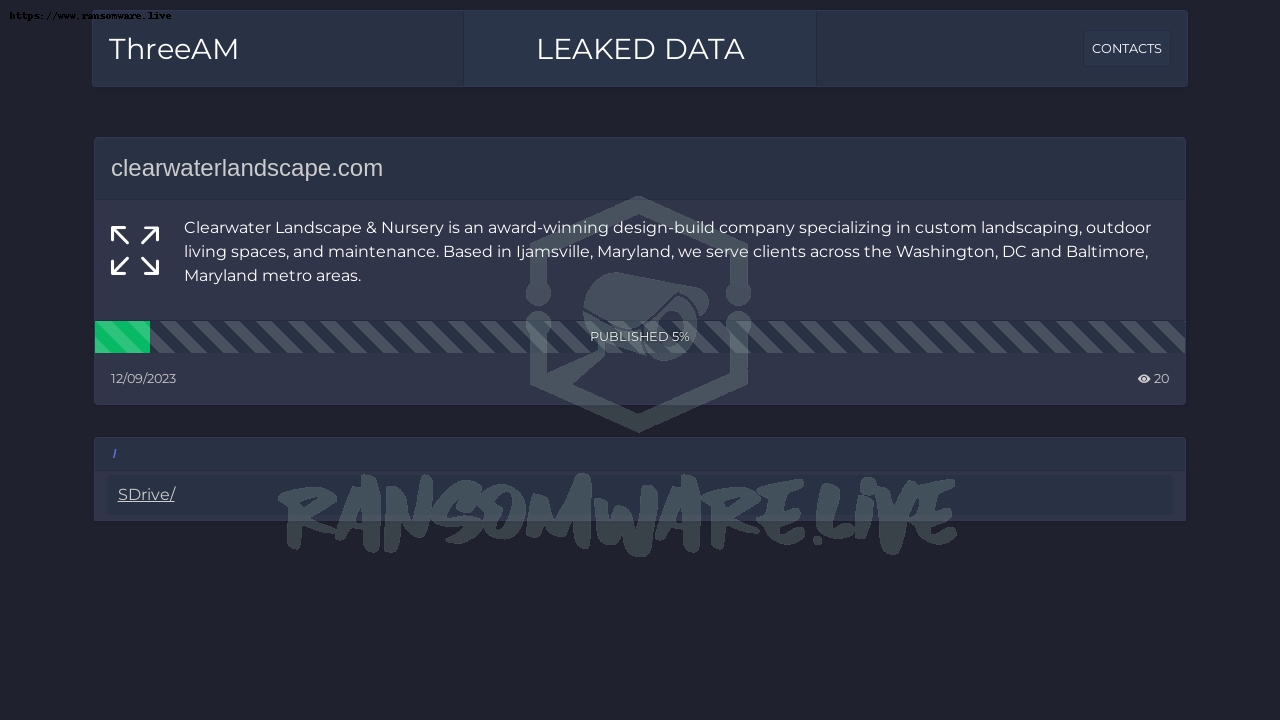 https://www.ransomware.live
ThreeAM
LEAKED DATA
CONTACTS
clearwaterlandscape.com
Clearwater Landscape & Nursery is an award-winning design-build company specializing in custom landscaping, outdoor
living spaces, and maintenance. Based in Ijamsville, Maryland, we serve clients across the Washington, DC and Baltimore,
Maryland metro areas.
PUBLISHED 5%
12/09/2023
20
/
SDrive/
RANSOMWARE.LIVE